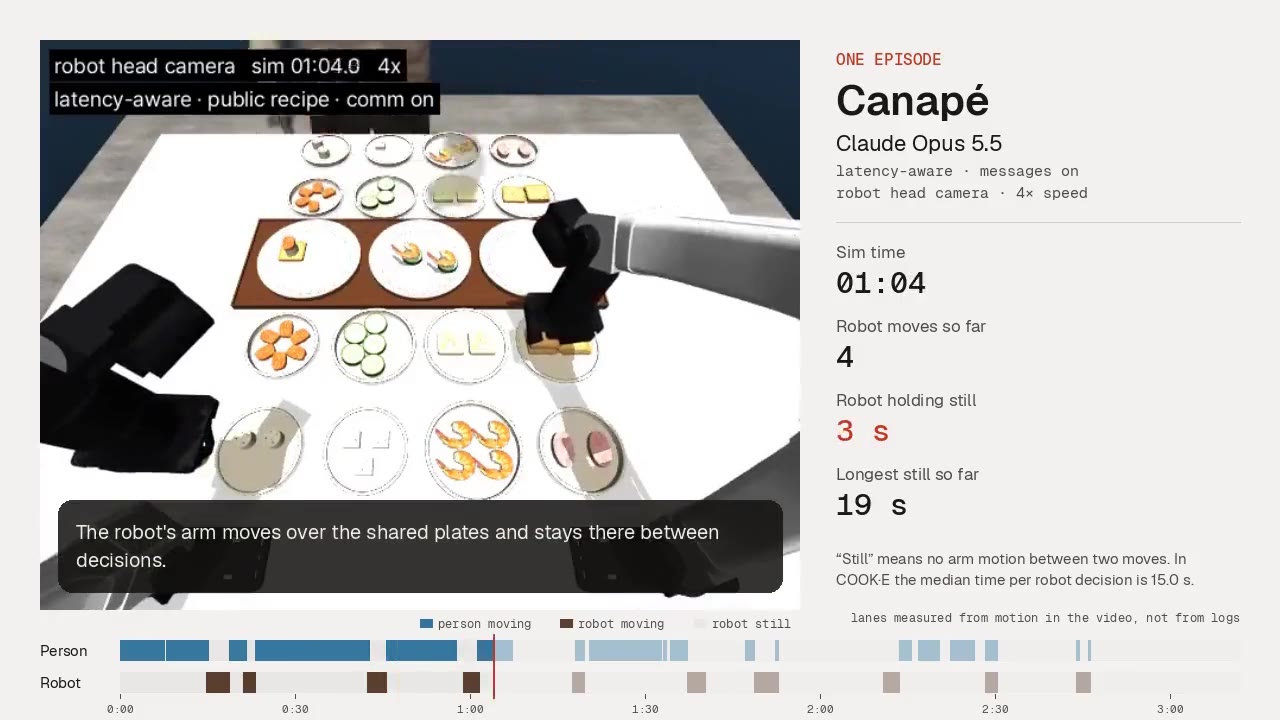 robot head camera   sim 01:04.0   4x
latency-aware · public recipe · comm on
The robot's arm moves over the shared plates and stays there between
decisions.
ONE EPISODE
Canapé
Claude Opus 5.5
latency-aware · messages on
robot head camera · 4× speed
Sim time
01:04
Robot moves so far
4
Robot holding still
3 s
Longest still so far
19 s
“Still” means no arm motion between two moves. In
COOK·E the median time per robot decision is 15.0 s.
lanes measured from motion in the video, not from logs
person moving   robot moving   robot still
Person
Robot
0:00   0:30   1:00   1:30   2:00   2:30   3:00